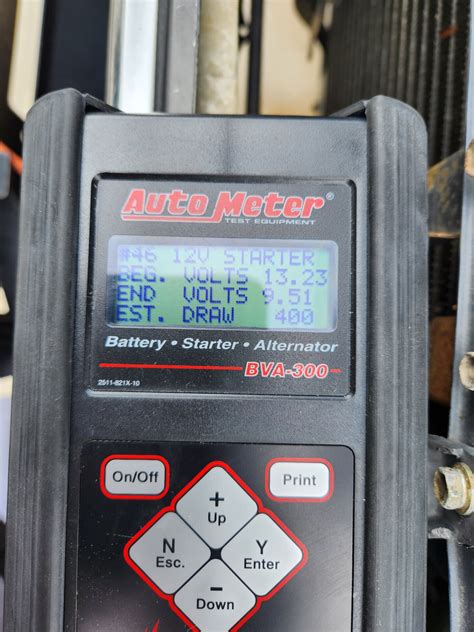 Auto Meter®
TEST EQUIPMENT
#46 12V STARTER
BEG. VOLTS 13.23
END VOLTS 9.51
EST. DRAW 400
Battery • Starter • Alternator
BVA-300
2511-821X-10
On/Off
+
Up
Print
N
Esc.
Y
Enter
−
Down